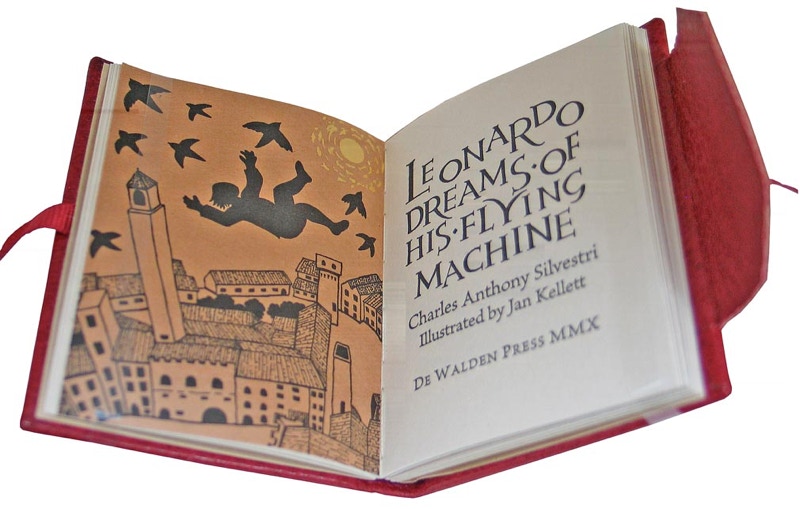 LEONARDO
DREAMS·OF
HIS·FLYING
MACHINE
Charles Anthony Silvestri
Illustrated by Jan Kellett
DE WALDEN PRESS MMX